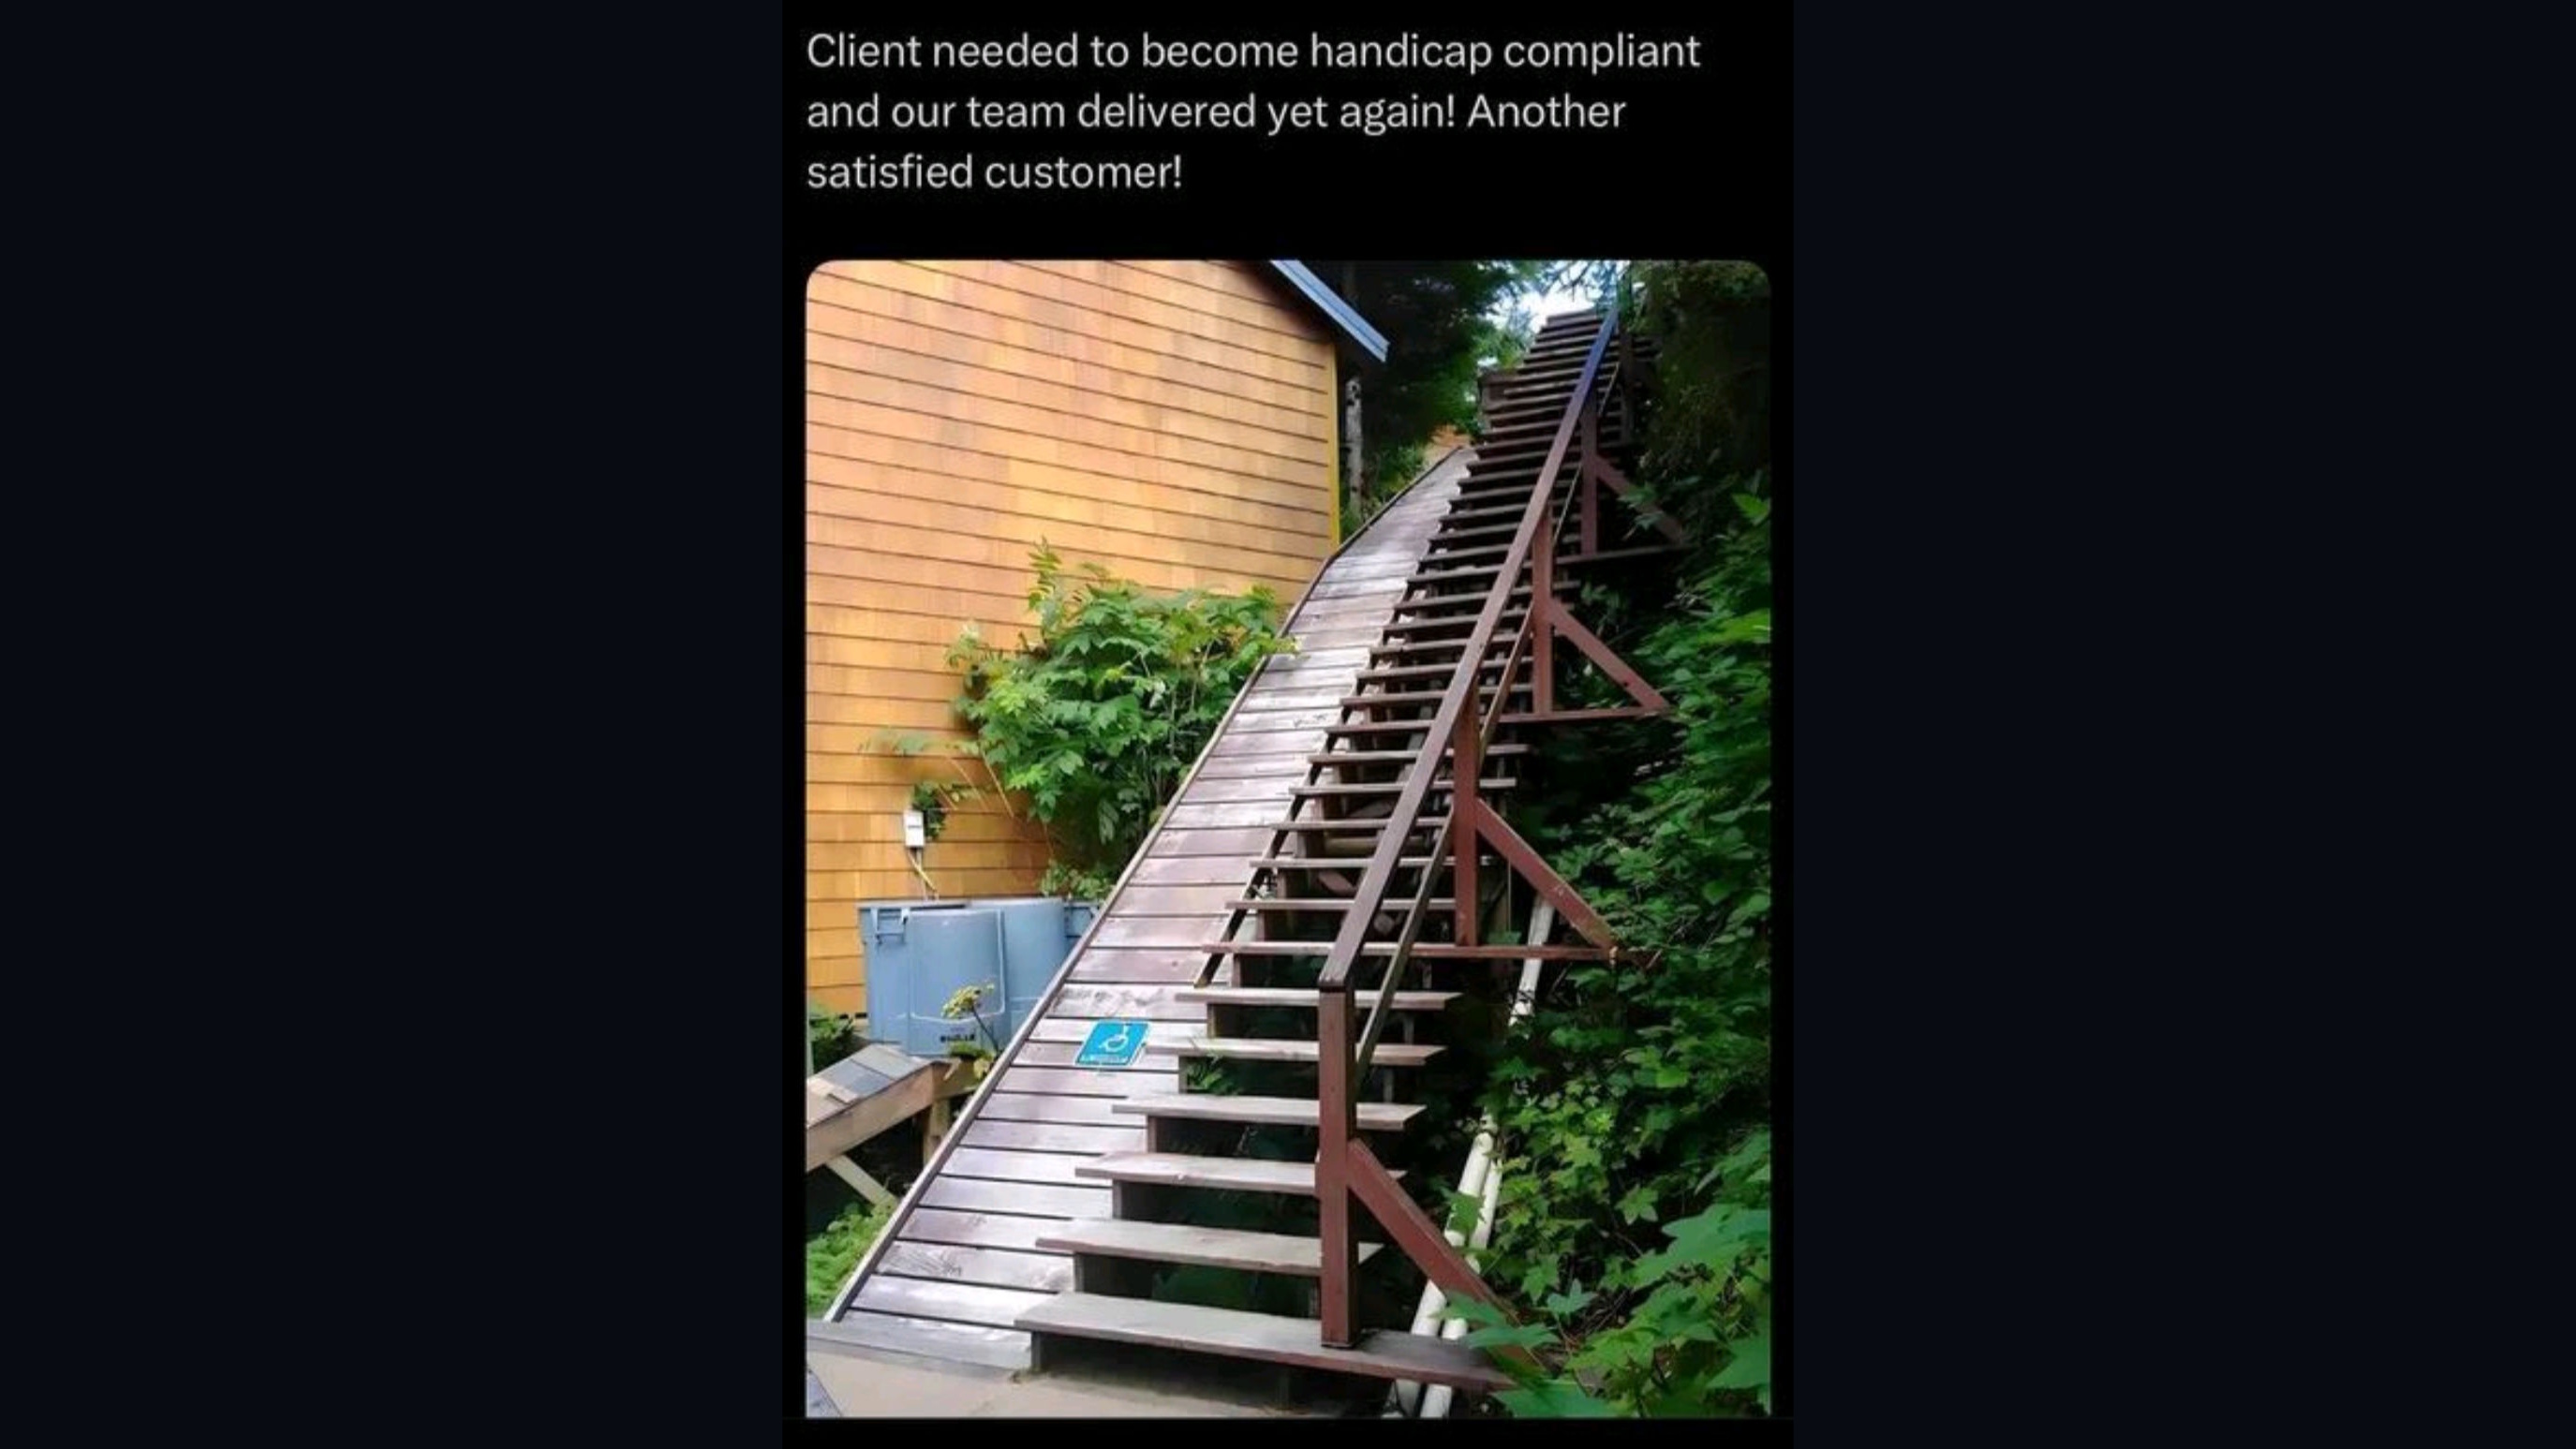 Client needed to become handicap compliant
and our team delivered yet again! Another
satisfied customer!